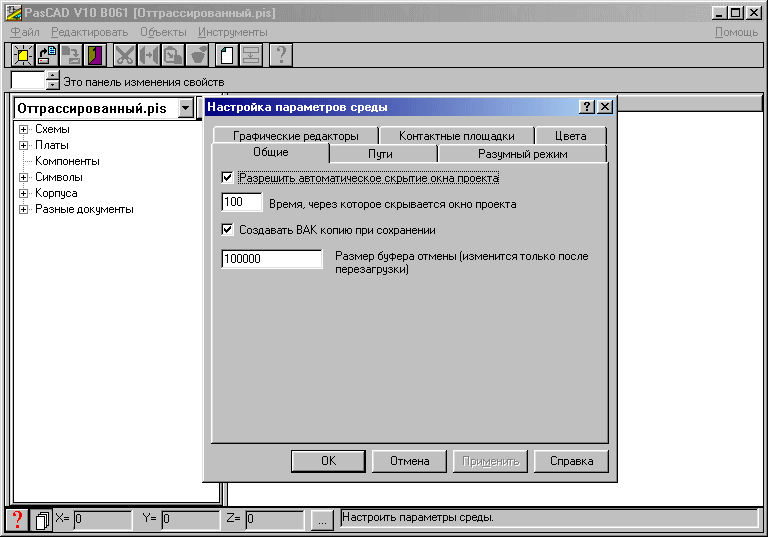 PasCAD V10 B061 [Оттрассированный.pis]
Файл Редактировать Объекты Инструменты Помощь
Это панель изменения свойств
Оттрассированный.pis
Схемы
Платы
Компоненты
Символы
Корпуса
Разные документы
Настройка параметров среды
Графические редакторы Контактные площадки Цвета
Общие Пути Разумный режим
Разрешить автоматическое скрытие окна проекта
100 Время, через которое скрывается окно проекта
Создавать BAK копию при сохранении
100000 Размер буфера отмены (изменится только после
перезагрузки)
OK Отмена Применить Справка
X= 0 Y= 0 Z= 0 ... Настроить параметры среды.